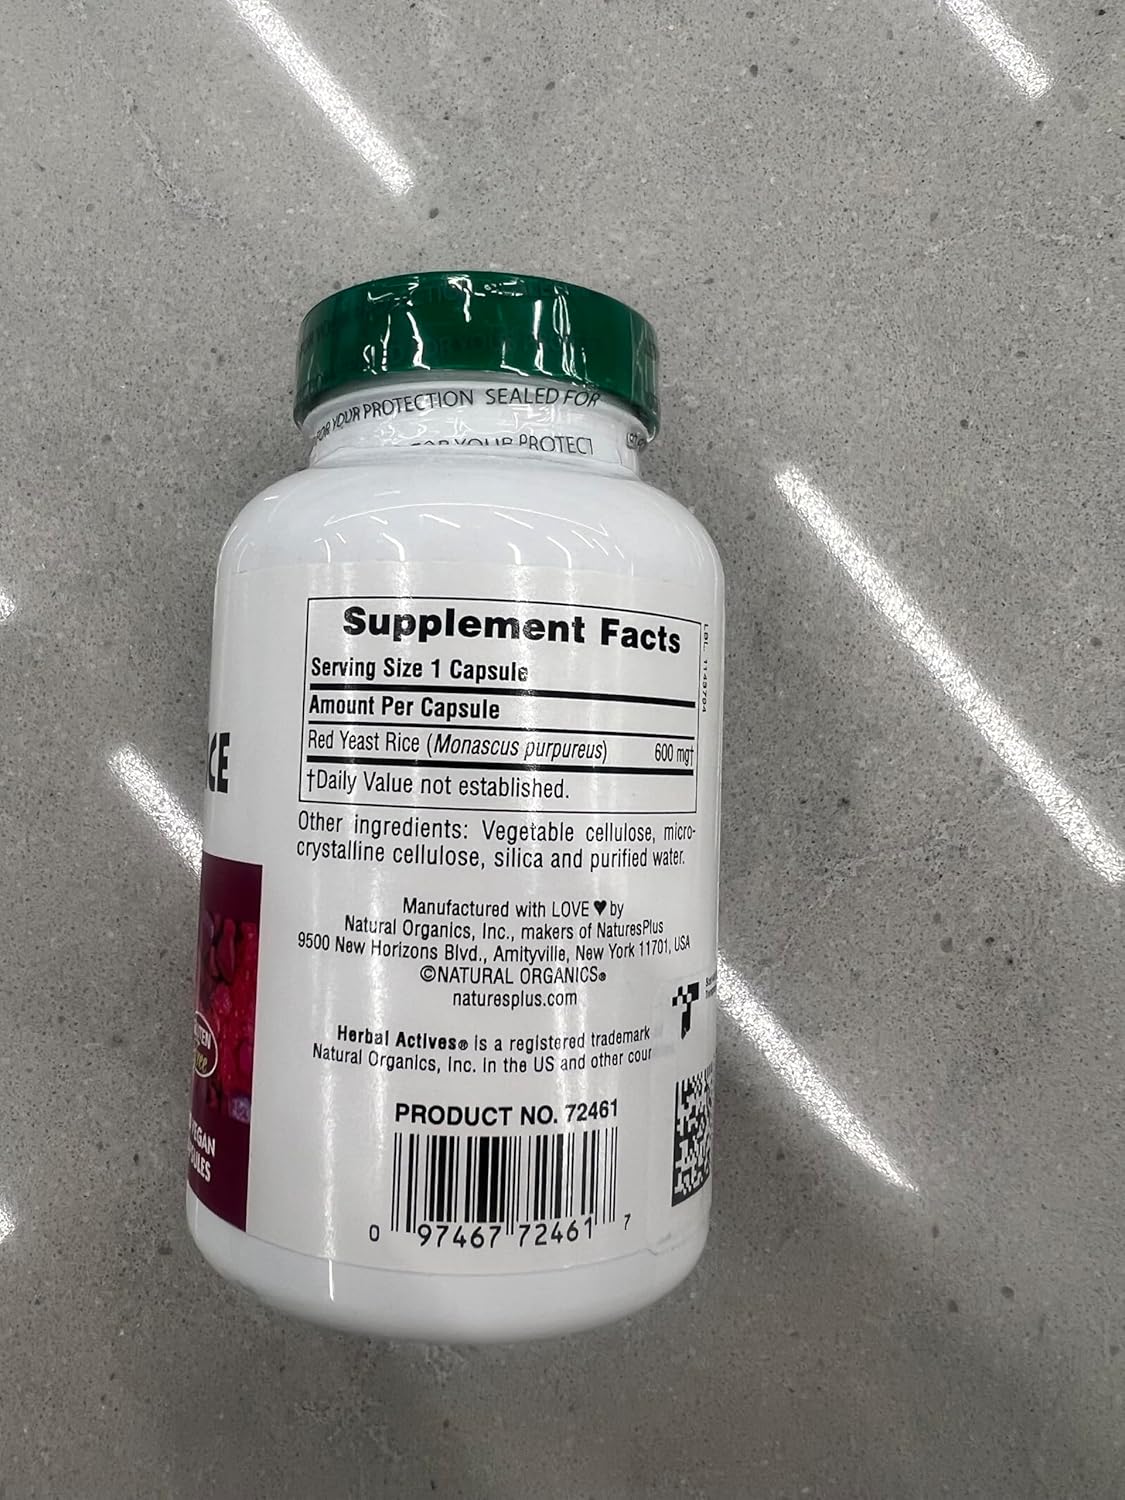 FOR YOUR PROTECTION SEALED FOR
FOR YOUR PROTECT
Supplement Facts
Serving Size 1 Capsule
Amount Per Capsule
Red Yeast Rice (Monascus purpureus) 600 mg†
†Daily Value not established.
Other ingredients: Vegetable cellulose, micro-
crystalline cellulose, silica and purified water.
Manufactured with LOVE ♥ by
Natural Organics, Inc., makers of NaturesPlus
9500 New Horizons Blvd., Amityville, New York 11701, USA
©NATURAL ORGANICS®
naturesplus.com
Herbal Actives® is a registered trademark
Natural Organics, Inc. in the US and other cour
PRODUCT NO. 72461
0 97467 72461 7
LBL. 1143794
CE
VEGAN